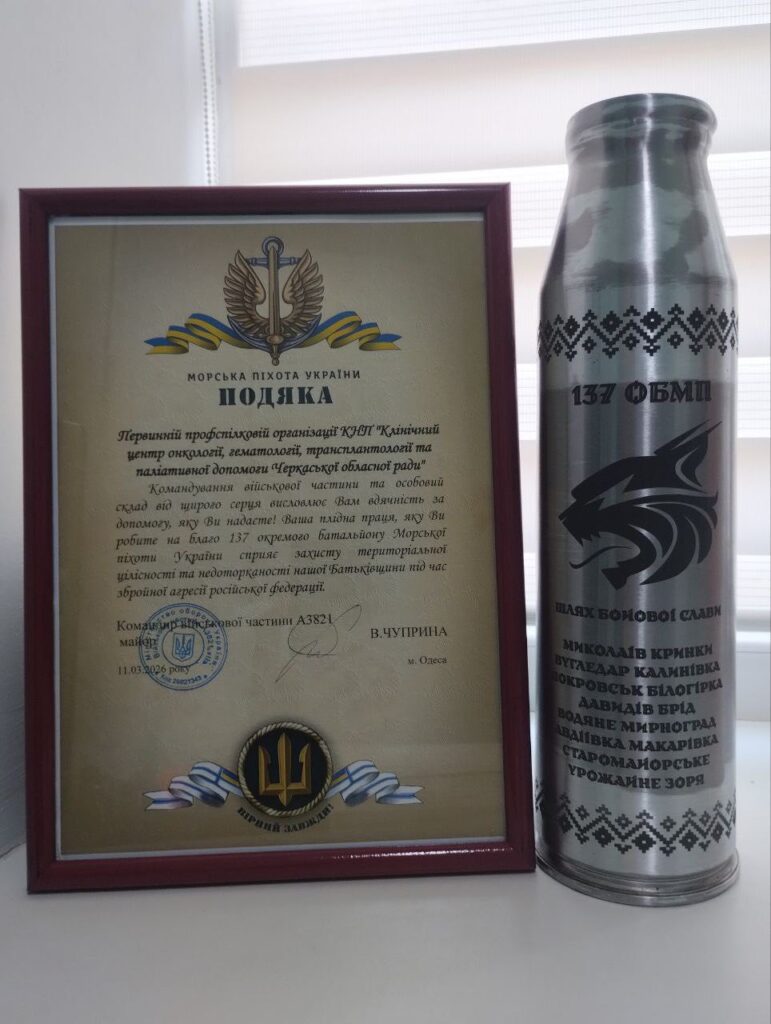 МОРСЬКА ПІХОТА УКРАЇНИ
ПОДЯКА
Первинній профспілковій організації КНП "Клінічний
центр онкології, гематології, трансплантології та
паліативної допомоги Черкаської обласної ради"
Командування військової частини та особовий
склад від щирого серця висловлює Вам вдячність за
допомогу, яку Ви надаєте! Ваша плідна праця, яку Ви
робите на благо 137 окремого батальйону Морської
піхоти України сприяє захисту територіальної
цілісності та недоторканості нашої Батьківщини під час
збройної агресії російської федерації.
Командир військової частини А3821
майор
В.ЧУПРИНА
11.03.2026 року
м. Одеса
ВІРНИЙ ЗАВЖДИ!
137 ОБМП
ШЛЯХ БОЙОВОЇ СЛАВИ
МИКОЛАЇВ КРИНКИ
ВУГЛЕДАР КАЛИНІВКА
ПОКРОВСЬК БІЛОГІРКА
ДАВИДІВ БРІД
ВОДЯНЕ МИРНОГРАД
АВДІЇВКА МАКАРІВКА
СТАРОМАЙОРСЬКЕ
УРОЖАЙНЕ ЗОРЯ